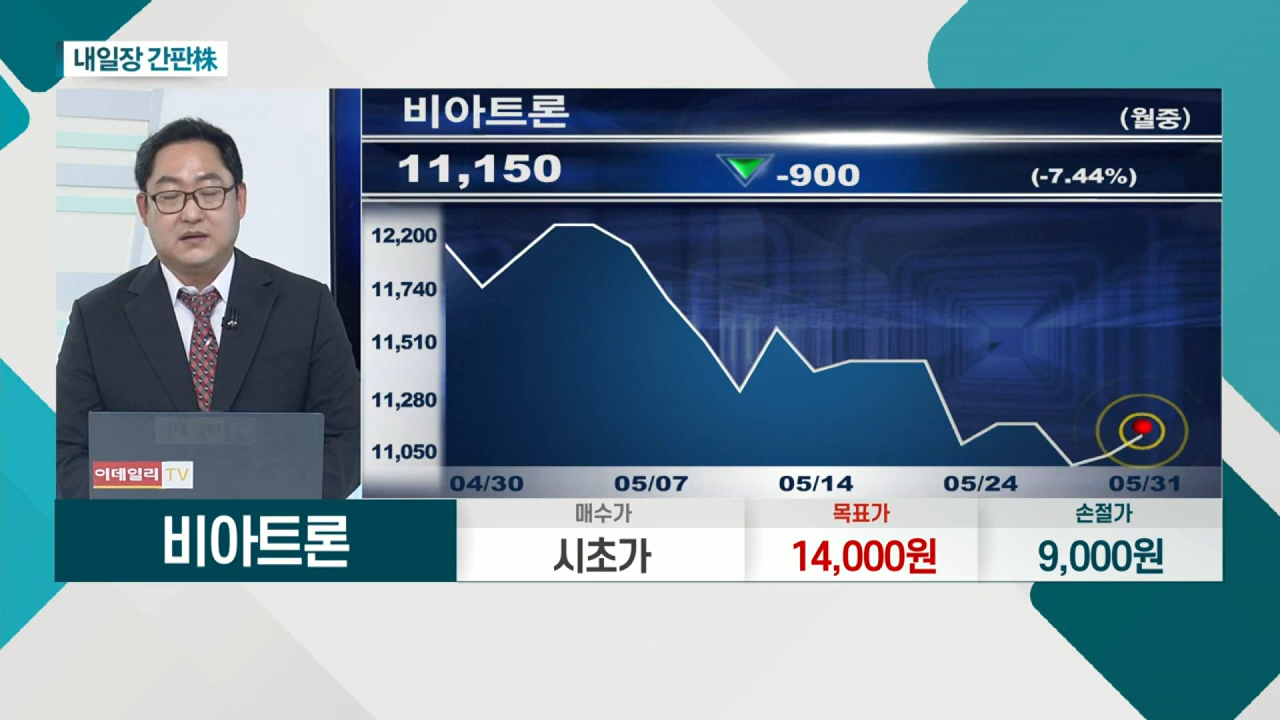 내일장 간판株
비아트론
(월중)
11,150 -900 (-7.44%)
12,200
11,740
11,510
11,280
11,050
04/30 05/07 05/14 05/24 05/31
이데일리 TV
비아트론
매수가 목표가 손절가
시초가 14,000원 9,000원